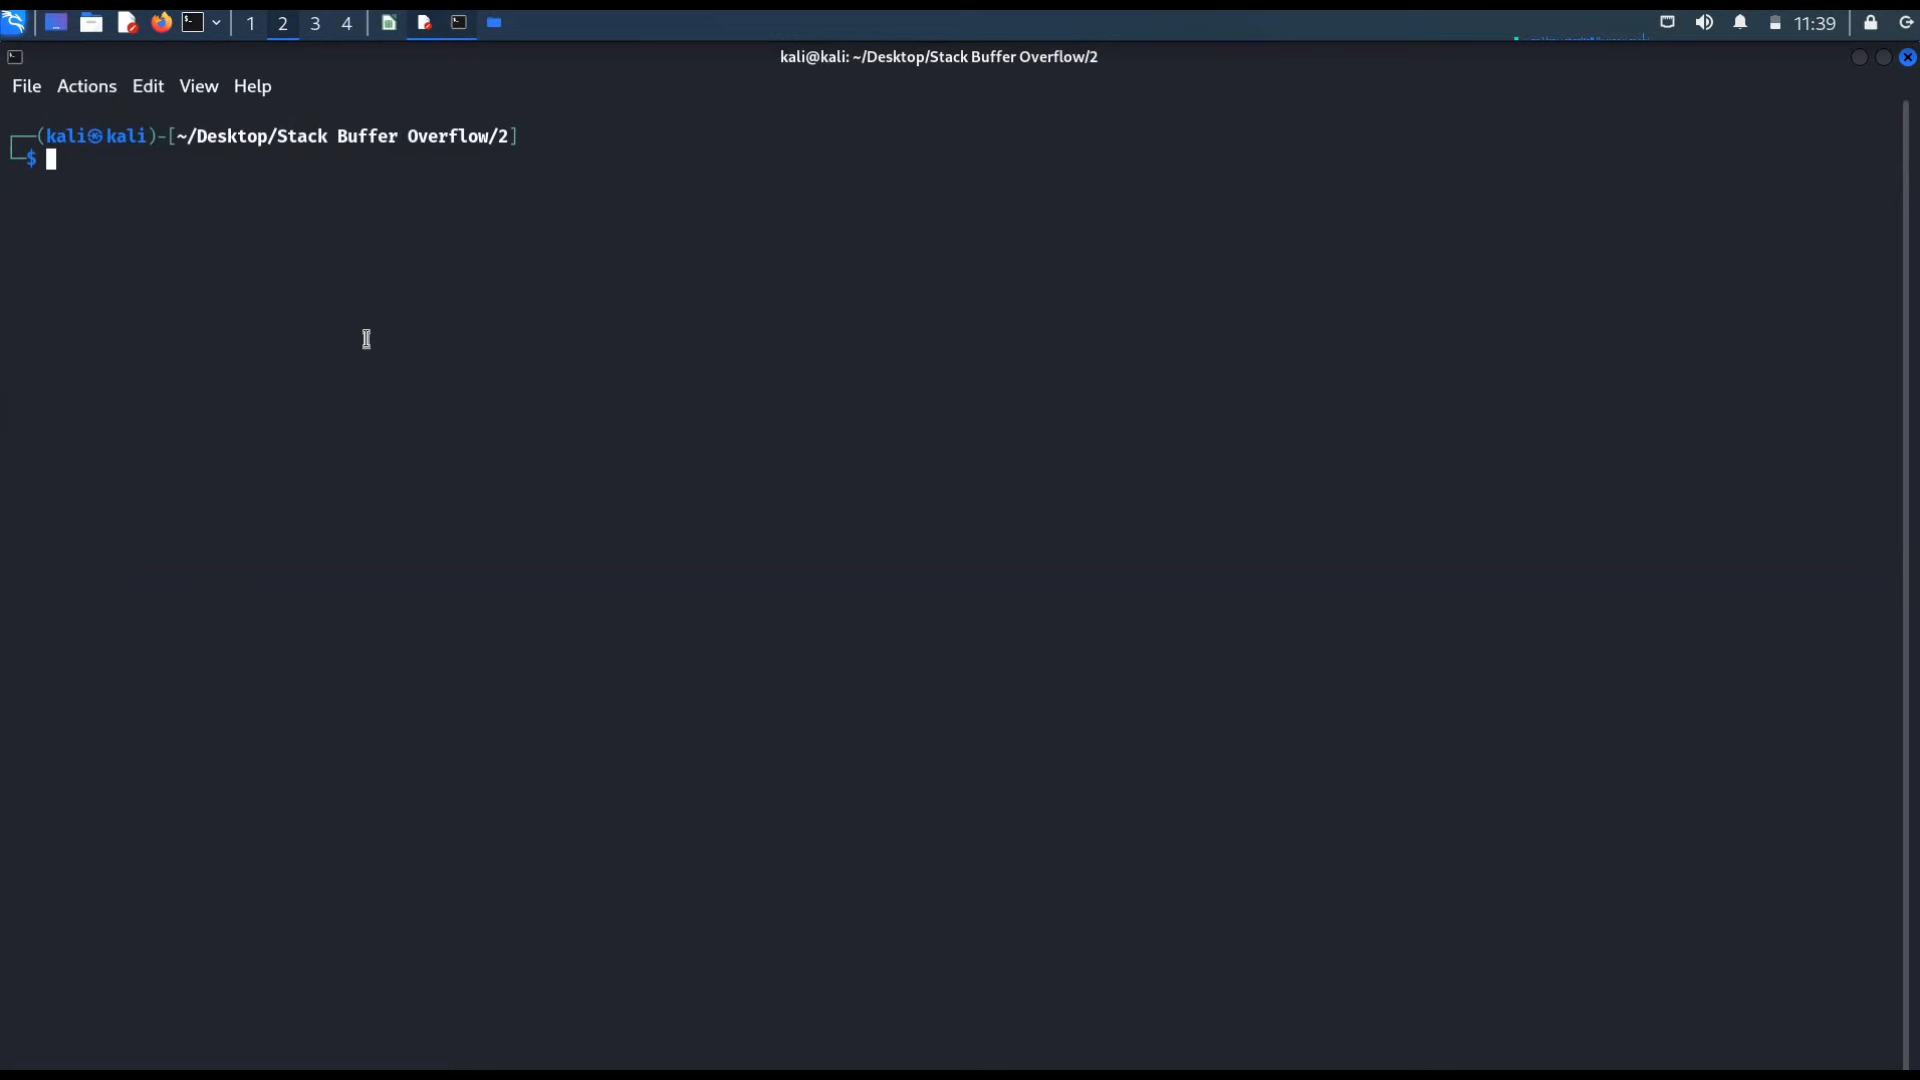 1 2 3 4 11:39
kali@kali: ~/Desktop/Stack Buffer Overflow/2
File Actions Edit View Help
┌──(kali㉿kali)-[~/Desktop/Stack Buffer Overflow/2]
└─$